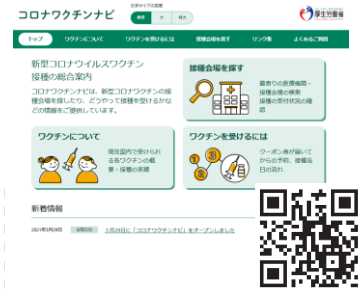 コロナワクチンナビ
文字サイズの変更
標準 大 特大
厚生労働省
トップ ワクチンについて ワクチンを受けるには 接種会場を探す リンク集 よくあるご質問
新型コロナウイルスワクチン
接種の総合案内
コロナワクチンナビは、新型コロナワクチンの接
種会場を探したり、どうやって接種を受けるかな
どの情報をご提供しています。
接種会場を探す
最寄りの医療機関・
接種会場の検索
接種の受付状況の確
認
ワクチンについて
現在国内で受けられ
る各ワクチンの概
要・接種の実績
ワクチンを受けるには
クーポン券が届いて
からの予約、接種当
日の流れ
1
2
3
新着情報
2021年3月29日 お知らせ 3月29日に「コロナワクチンナビ」をオープンしました